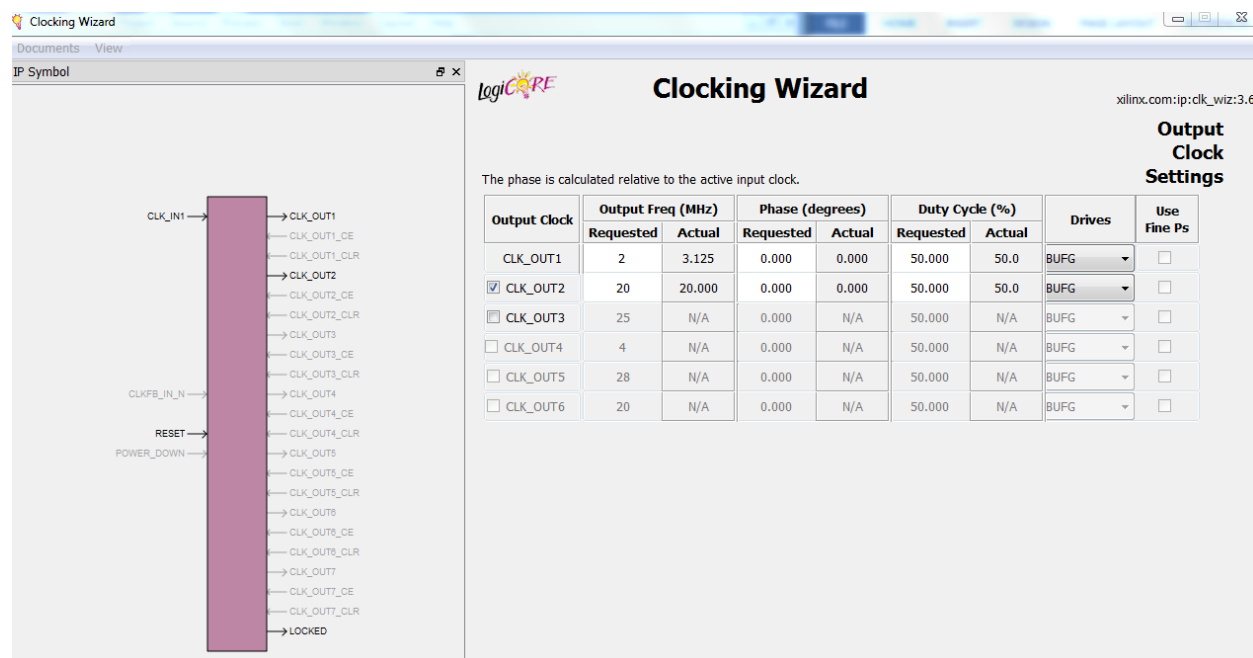 Clocking Wizard
Documents View
IP Symbol
LogiCORE
Clocking Wizard
xilinx.com:ip:clk_wiz:3.6
Output
Clock
Settings
The phase is calculated relative to the active input clock.
Output Clock Output Freq (MHz) Phase (degrees) Duty Cycle (%) Drives Use Fine Ps
Requested Actual Requested Actual Requested Actual
CLK_OUT1 2 3.125 0.000 0.000 50.000 50.0 BUFG
CLK_OUT2 20 20.000 0.000 0.000 50.000 50.0 BUFG
CLK_OUT3 25 N/A 0.000 N/A 50.000 N/A BUFG
CLK_OUT4 4 N/A 0.000 N/A 50.000 N/A BUFG
CLK_OUT5 28 N/A 0.000 N/A 50.000 N/A BUFG
CLK_OUT6 20 N/A 0.000 N/A 50.000 N/A BUFG
CLK_IN1 CLK_OUT1
CLK_OUT1_CE
CLK_OUT1_CLR
CLK_OUT2
CLK_OUT2_CE
CLK_OUT2_CLR
CLK_OUT3
CLK_OUT3_CE
CLK_OUT3_CLR
CLKFB_IN_N CLK_OUT4
CLK_OUT4_CE
RESET CLK_OUT4_CLR
POWER_DOWN CLK_OUT5
CLK_OUT5_CE
CLK_OUT5_CLR
CLK_OUT6
CLK_OUT6_CE
CLK_OUT6_CLR
CLK_OUT7
CLK_OUT7_CE
CLK_OUT7_CLR
LOCKED